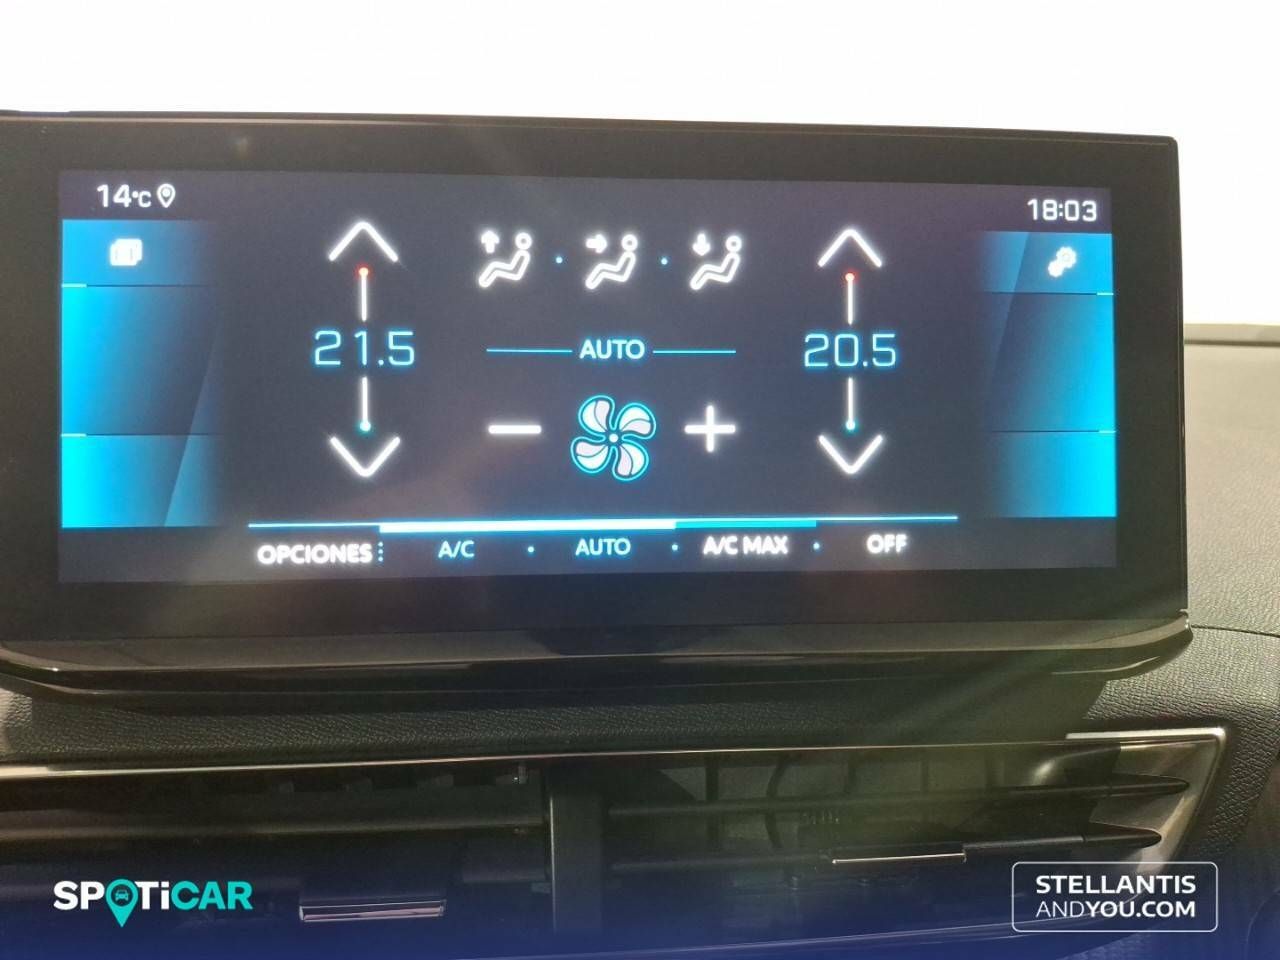 14°C
18:03
21.5
AUTO
20.5
OPCIONES
A/C
AUTO
A/C MAX
OFF
SPOTiCAR
STELLANTIS
ANDYOU.COM